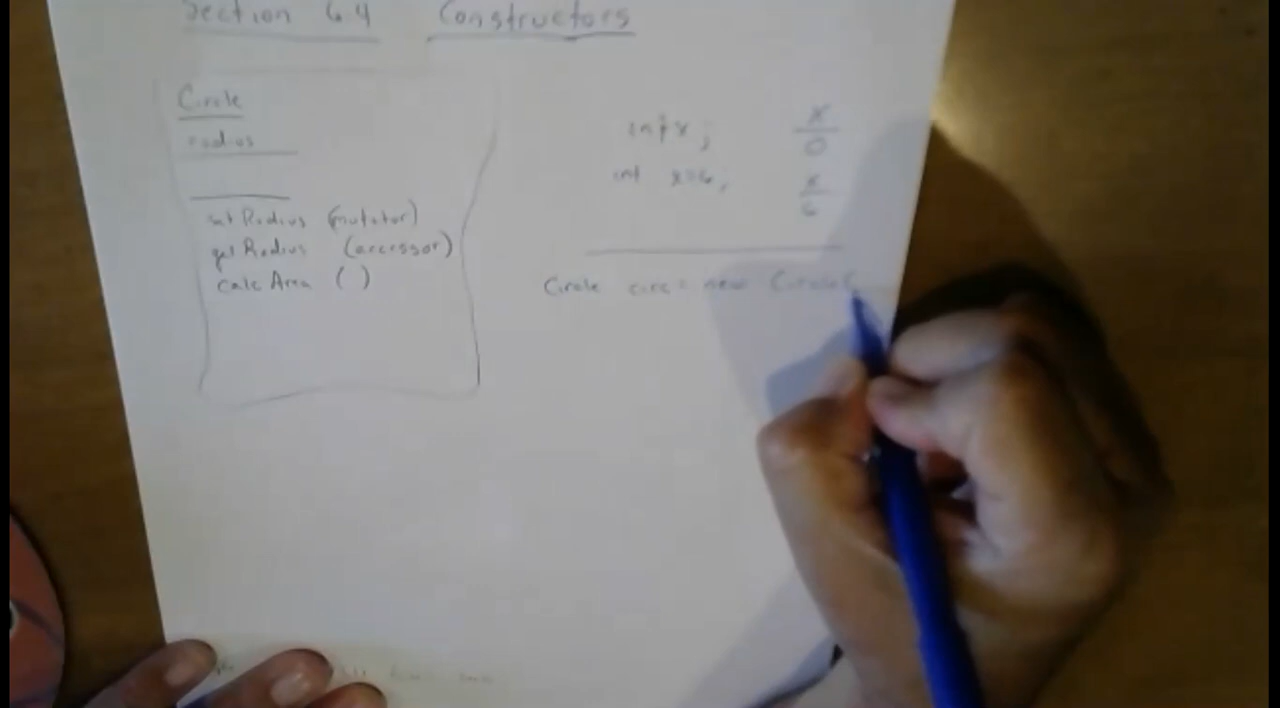 Section 6.4 Constructors
Circle
radius
setRadius (mutator)
getRadius (accessor)
calcArea ( )
int x ;
x
0
int x=6;
x
6
Circle circ = new Circle(